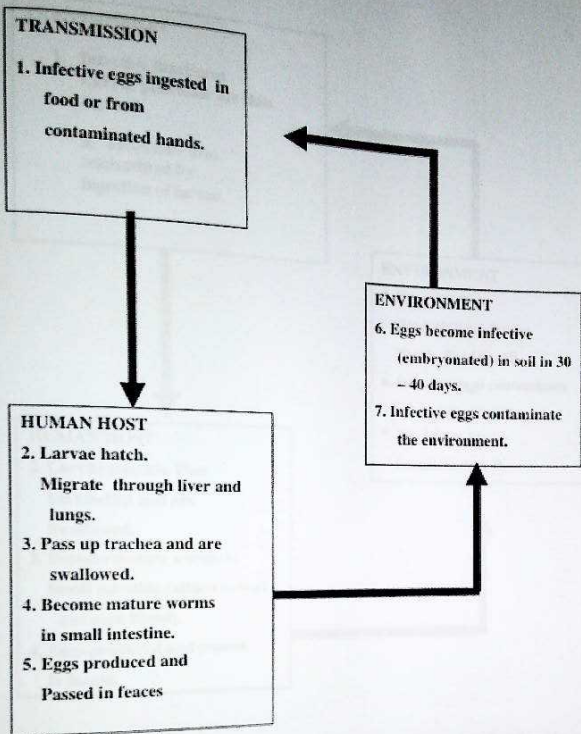 TRANSMISSION
1. Infective eggs ingested in
food or from
contaminated hands.
HUMAN HOST
2. Larvae hatch.
Migrate through liver and
lungs.
3. Pass up trachea and are
swallowed.
4. Become mature worms
in small intestine.
5. Eggs produced and
Passed in feaces
ENVIRONMENT
6. Eggs become infective
(embryonated) in soil in 30
– 40 days.
7. Infective eggs contaminate
the environment.